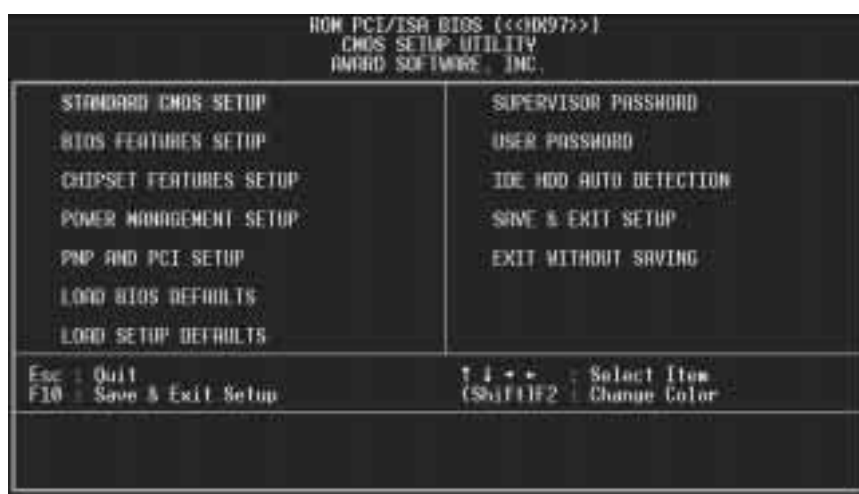 ROM PCI/ISA BIOS (<<HX97>>)
CMOS SETUP UTILITY
AWARD SOFTWARE, INC.
STANDARD CMOS SETUP
BIOS FEATURES SETUP
CHIPSET FEATURES SETUP
POWER MANAGEMENT SETUP
PNP AND PCI SETUP
LOAD BIOS DEFAULTS
LOAD SETUP DEFAULTS
SUPERVISOR PASSWORD
USER PASSWORD
IDE HDD AUTO DETECTION
SAVE & EXIT SETUP
EXIT WITHOUT SAVING
Esc : Quit
F10 : Save & Exit Setup
↑ ↓ → ← : Select Item
(Shift)F2 : Change Color